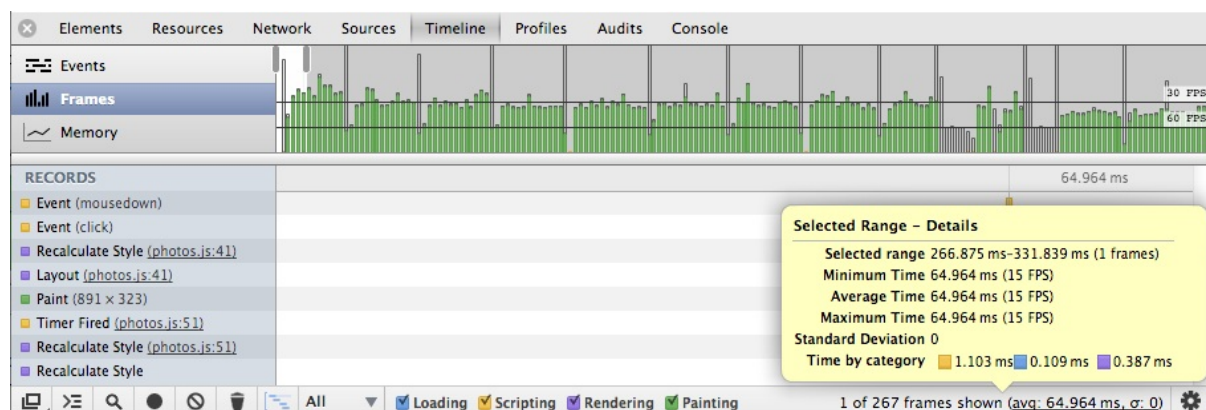 Elements Resources Network Sources Timeline Profiles Audits Console
Events
Frames
Memory
30 FPS
60 FPS
RECORDS
64.964 ms
Event (mousedown)
Event (click)
Recalculate Style (photos.js:41)
Layout (photos.js:41)
Paint (891 × 323)
Timer Fired (photos.js:51)
Recalculate Style (photos.js:51)
Recalculate Style
Selected Range – Details
Selected range 266.875 ms–331.839 ms (1 frames)
Minimum Time 64.964 ms (15 FPS)
Average Time 64.964 ms (15 FPS)
Maximum Time 64.964 ms (15 FPS)
Standard Deviation 0
Time by category 1.103 ms 0.109 ms 0.387 ms
All Loading Scripting Rendering Painting 1 of 267 frames shown (avg: 64.964 ms, σ: 0)